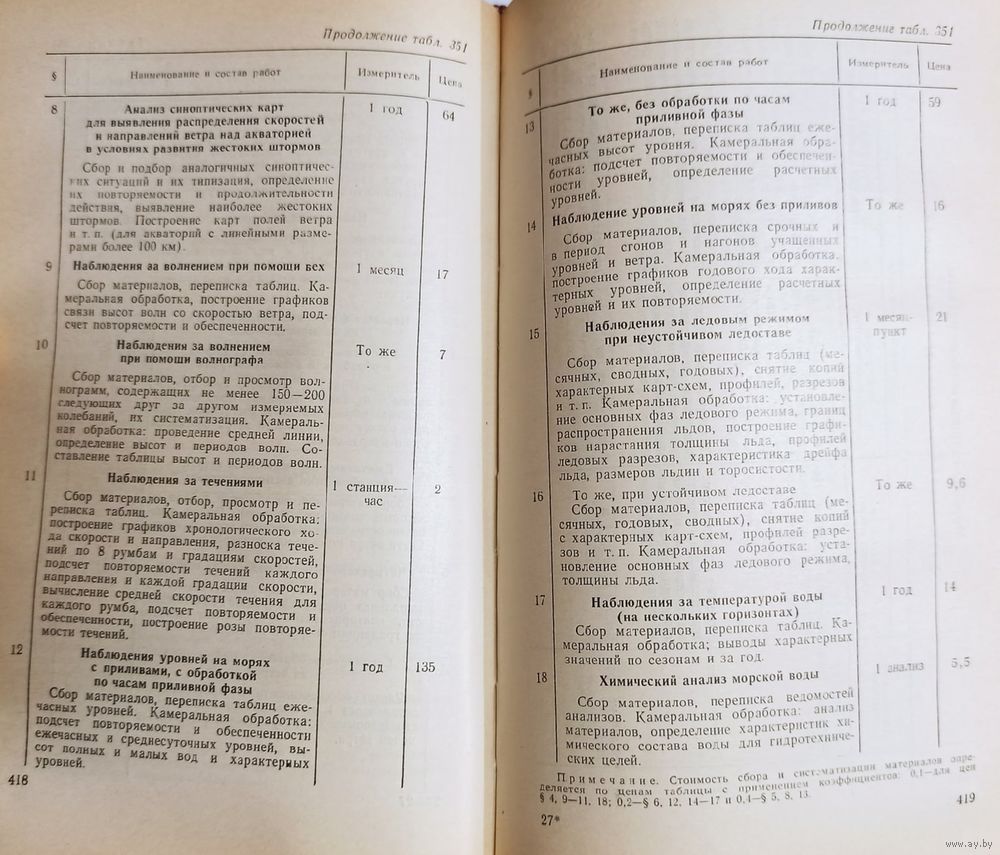 Продолжение табл. 351
§ Наименование и состав работ Измеритель Цена
8 Анализ синоптических карт 1 год 64
для выявления распределения скоростей
и направлений ветра над акваторией
в условиях развития жестоких штормов
Сбор и подбор аналогичных синоптичес-
ких ситуаций и их типизация, определение
их повторяемости и продолжительности
действия, выявление наиболее жестоких
штормов. Построение карт полей ветра
и т. п. (для акваторий с линейными разме-
рами более 100 км).
9 Наблюдения за волнением при помощи вех 1 месяц 17
Сбор материалов, переписка таблиц. Ка-
меральная обработка, построение графиков
связи высот волн со скоростью ветра, под-
счет повторяемости и обеспеченности.
10 Наблюдения за волнением То же 7
при помощи волнографа
Сбор материалов, отбор и просмотр вол-
нограмм, содержащих не менее 150—200
следующих друг за другом измеряемых
колебаний, их систематизация. Камераль-
ная обработка: проведение средней линии,
определение высот и периодов волн. Со-
ставление таблицы высот и периодов волн.
11 Наблюдения за течениями 1 станция— 2
час
Сбор материалов, отбор, просмотр и пе-
реписка таблиц. Камеральная обработка:
построение графиков хронологического хо-
да скорости и направления, разноска тече-
ний по 8 румбам и градациям скоростей,
подсчет повторяемости течений каждого
направления и каждой градации скорости,
вычисление средней скорости течения для
каждого румба, подсчет повторяемости и
обеспеченности, построение розы повторяе-
мости течений.
12 Наблюдения уровней на морях 1 год 135
с приливами, с обработкой
по часам приливной фазы
Сбор материалов, переписка таблиц еже-
часных уровней. Камеральная обработка:
подсчет повторяемости и обеспеченности
ежечасных и среднесуточных уровней, вы-
сот полных и малых вод и характерных
уровней.
418
Продолжение табл. 351
§ Наименование и состав работ Измеритель Цена
13 То же, без обработки по часам 1 год 59
приливной фазы
Сбор материалов, переписка таблиц еже-
часных высот уровня. Камеральная обра-
ботка: подсчет повторяемости и обеспечен-
ности уровней, определение расчетных
уровней.
14 Наблюдение уровней на морях без приливов То же 16
Сбор материалов, переписка срочных и
в период сгонов и нагонов учащенных
уровней и ветра. Камеральная обработка.
построение графиков годового хода харак-
терных уровней, определение расчетных
уровней и их повторяемости.
15 Наблюдения за ледовым режимом 1 месяц- 21
при неустойчивом ледоставе пункт
Сбор материалов, переписка таблиц (ме-
сячных, сводных, годовых), снятие копий
характерных карт-схем, профилей, разрезов
и т. п. Камеральная обработка: установле-
ние основных фаз ледового режима, границ
распространения льдов, построение графи-
ков нарастания толщины льда, профилей
ледовых разрезов, характеристика дрейфа
льда, размеров льдин и торосистости.
16 То же, при устойчивом ледоставе То же 9,6
Сбор материалов, переписка таблиц (ме-
сячных, годовых, сводных), снятие копий
с характерных карт-схем, профилей разре-
зов и т. п. Камеральная обработка: уста-
новление основных фаз ледового режима,
толщины льда.
17 Наблюдения за температурой воды 1 год 14
(на нескольких горизонтах)
Сбор материалов, переписка таблиц. Ка-
меральная обработка; выводы характерных
значений по сезонам и за год.
18 Химический анализ морской воды 1 анализ 5,5
Сбор материалов, переписка ведомостей
анализов. Камеральная обработка: анализ
материалов, определение характеристик хи-
мического состава воды для гидротехниче-
ских целей.
Примечание. Стоимость сбора и систематизации материалов опре-
деляется по ценам таблицы с применением коэффициентов: 0,1—для цен
§ 4, 9—11, 18; 0,2—§ 6, 12, 14—17 и 0,4—§ 5, 8, 13.
27* 419
www.ay.by